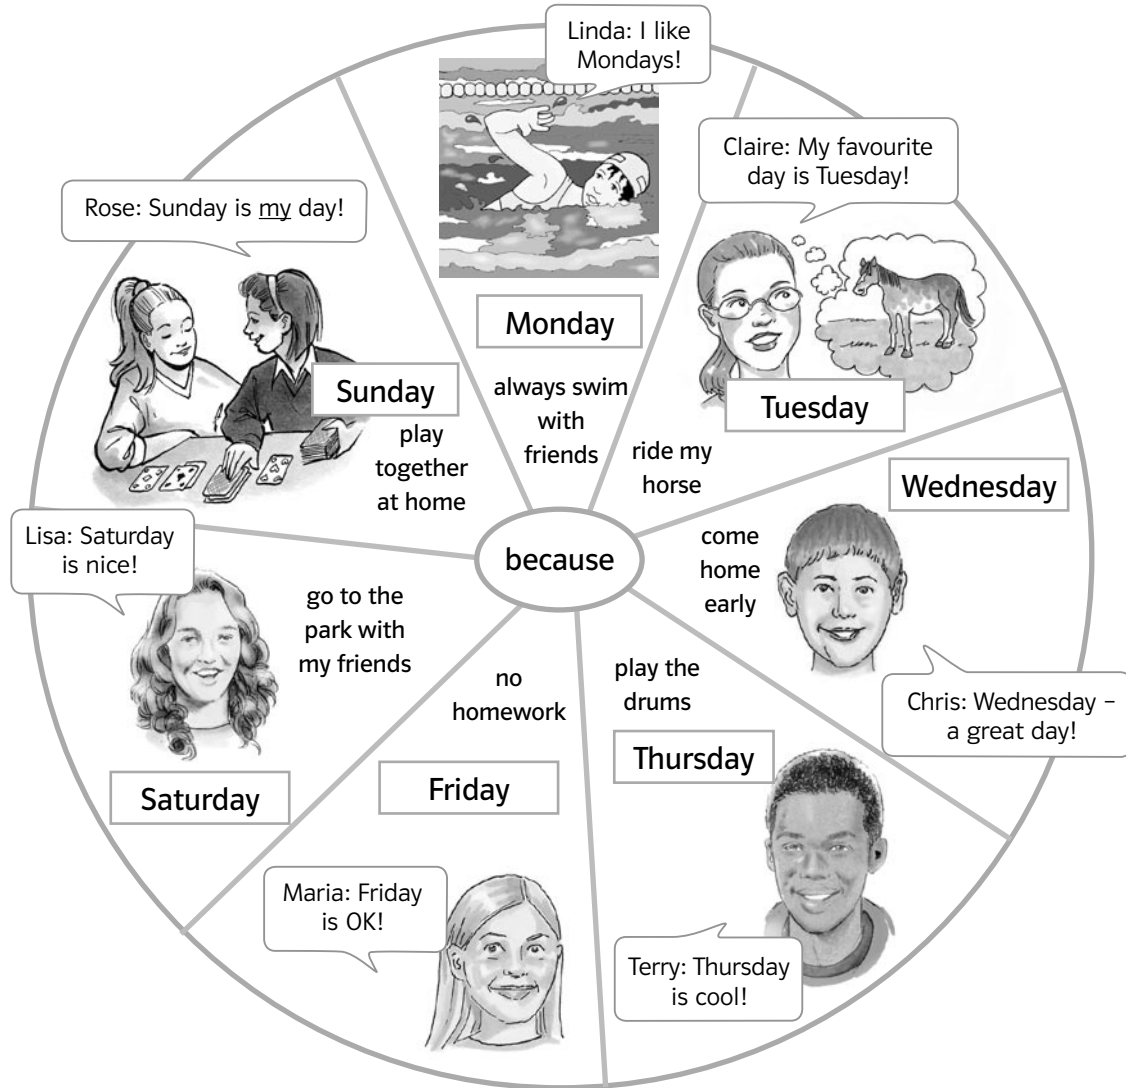 Linda: I like
Mondays!
Monday
always swim
with
friends
Claire: My favourite
day is Tuesday!
Tuesday
ride my
horse
Wednesday
come
home
early
Chris: Wednesday –
a great day!
play the
drums
Thursday
Terry: Thursday
is cool!
no
homework
Friday
Maria: Friday
is OK!
Lisa: Saturday
is nice!
go to the
park with
my friends
Saturday
Rose: Sunday is my day!
Sunday
play
together
at home
because